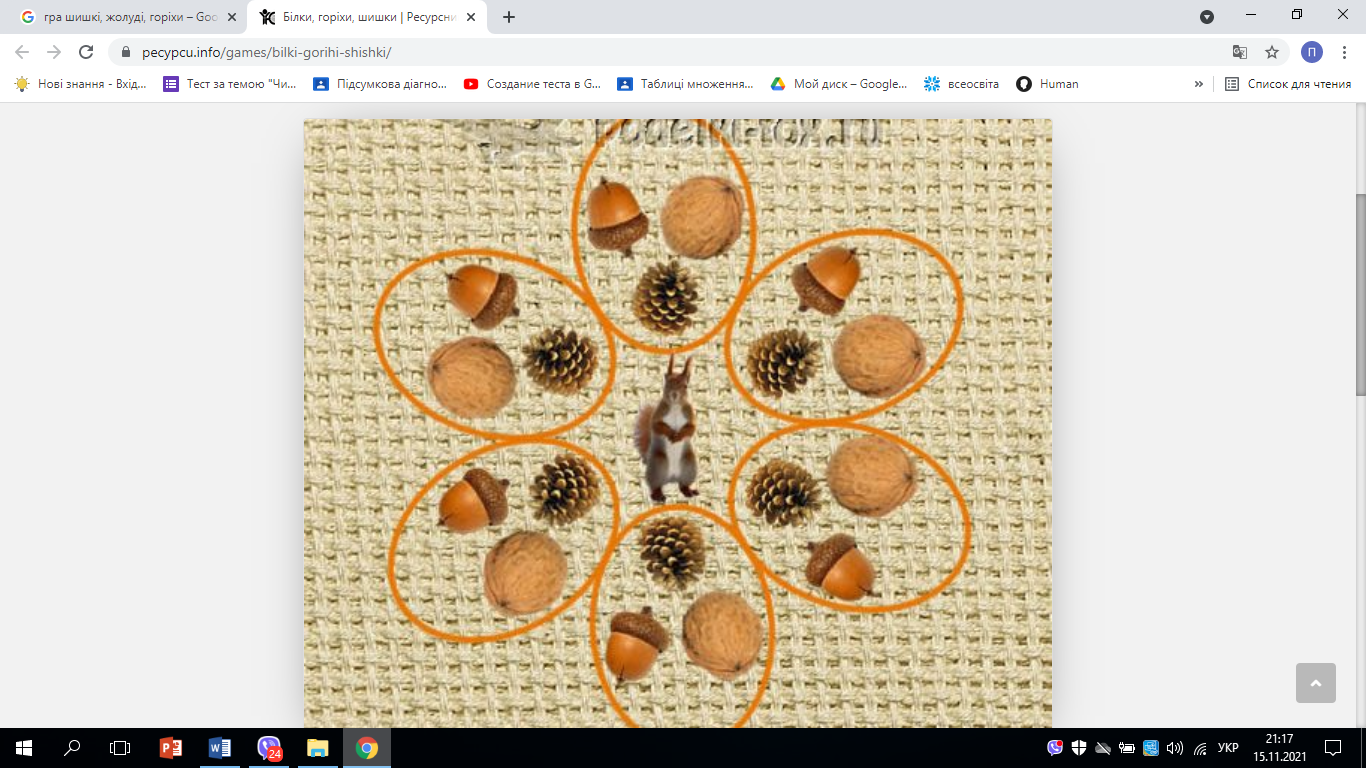 гра шишкі, жолуді, горіхи – Goo
Білки, горіхи, шишки | Ресурсни
ресурси.info/games/bilki-gorihi-shishki/
Нові знання - Вхід...
Тест за темою "Чи...
Підсумкова діагно...
Создание теста в G...
Таблиці множення...
Мой диск – Google...
всеосвіта
Human
»
Список для чтения
П
24
УКР
21:17
15.11.2021